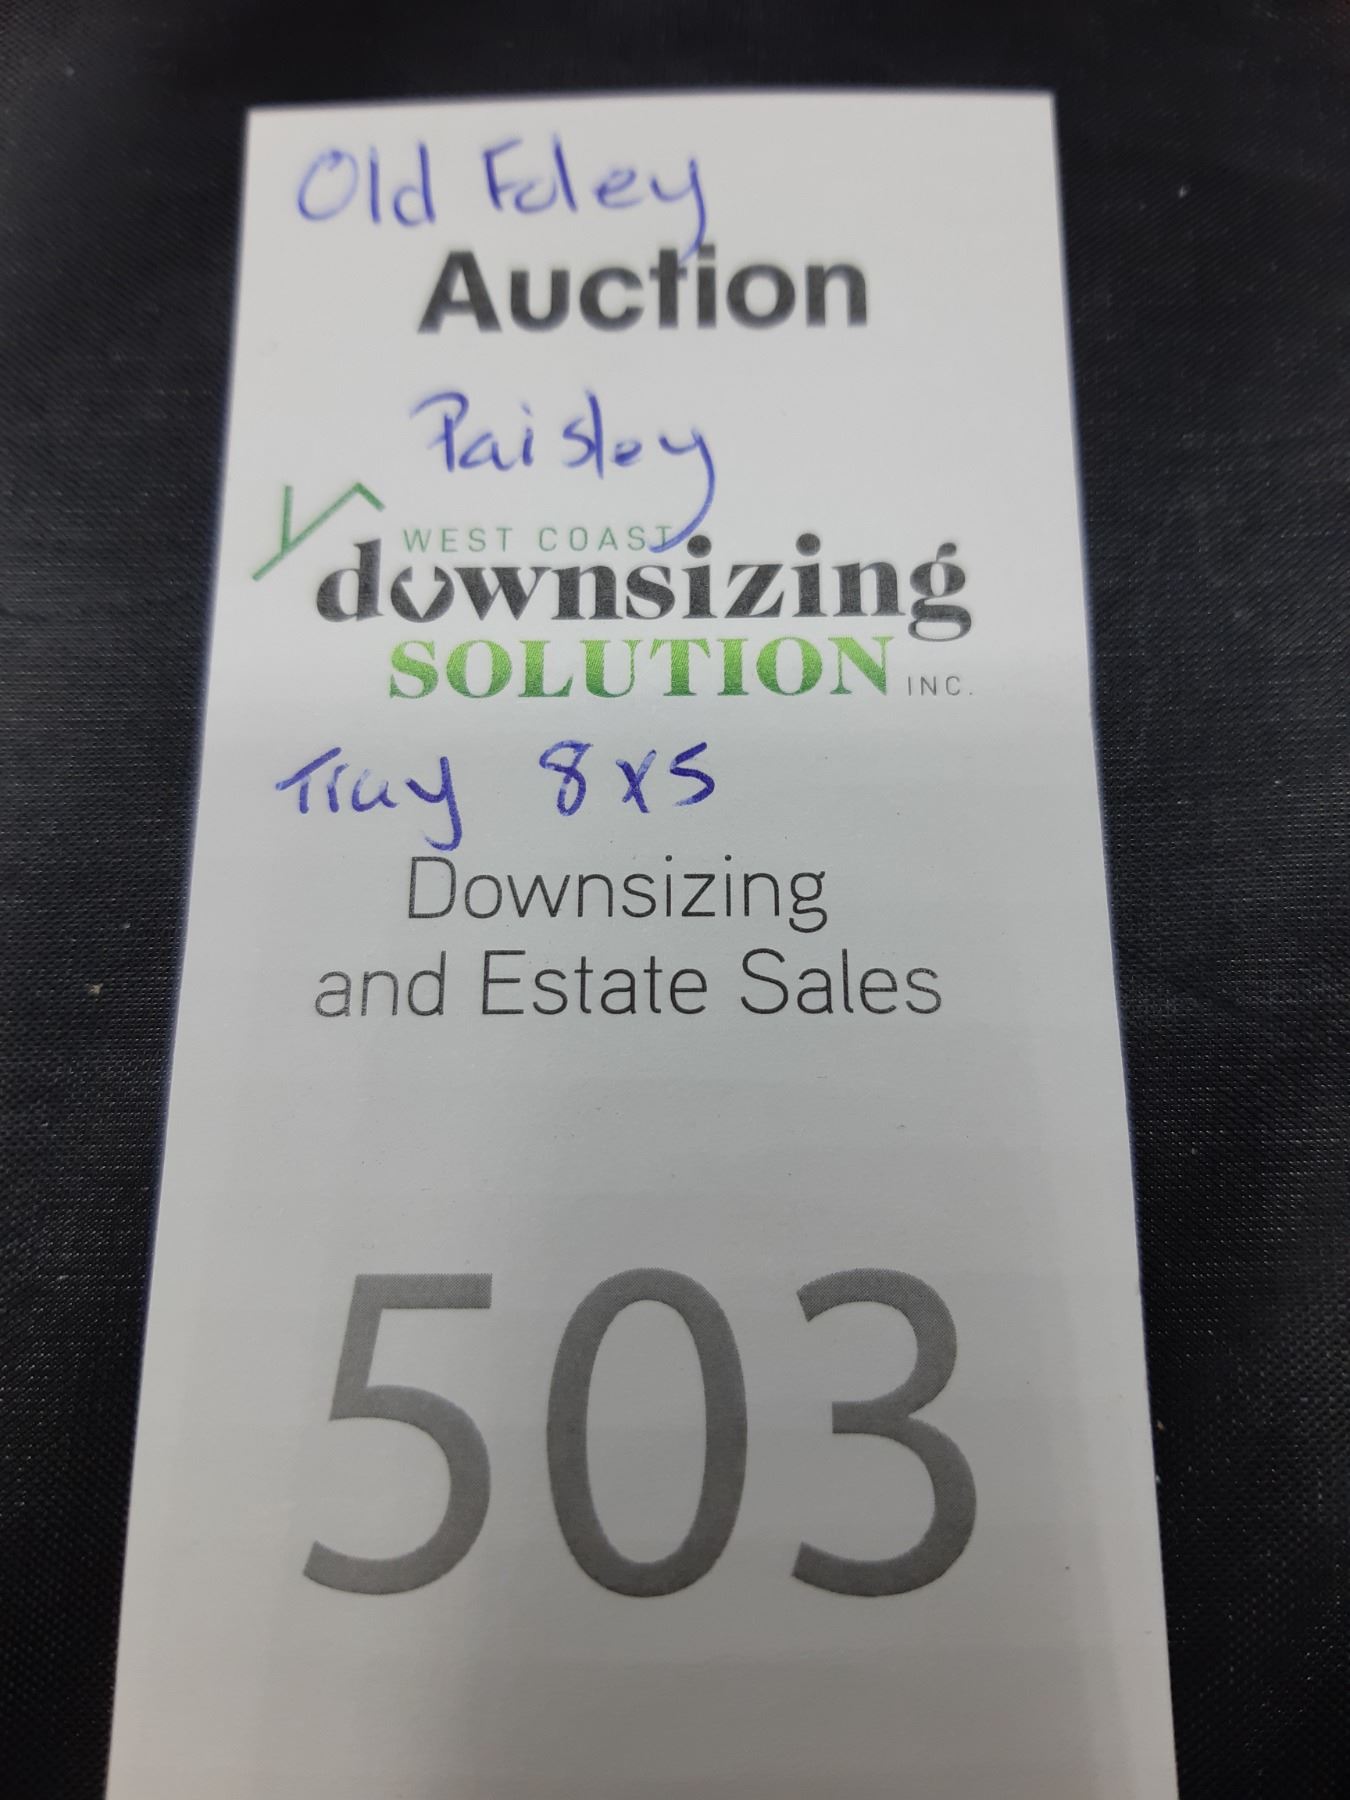 Old Foley
Auction
Paisley
WEST COAST
downsizing
SOLUTION INC.
Tray 8x5
Downsizing
and Estate Sales
503